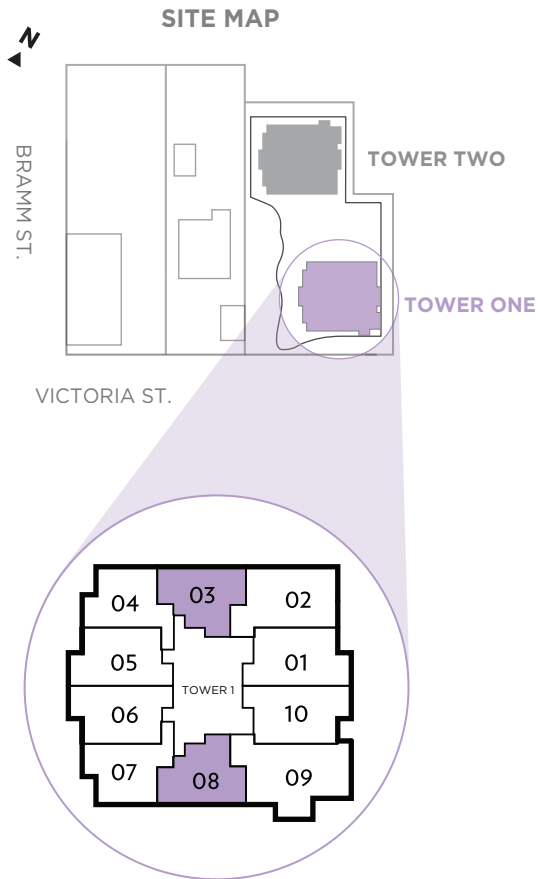 SITE MAP
N
BRAMM ST.
TOWER TWO
TOWER ONE
VICTORIA ST.
04
03
02
05
01
TOWER 1
06
10
07
08
09